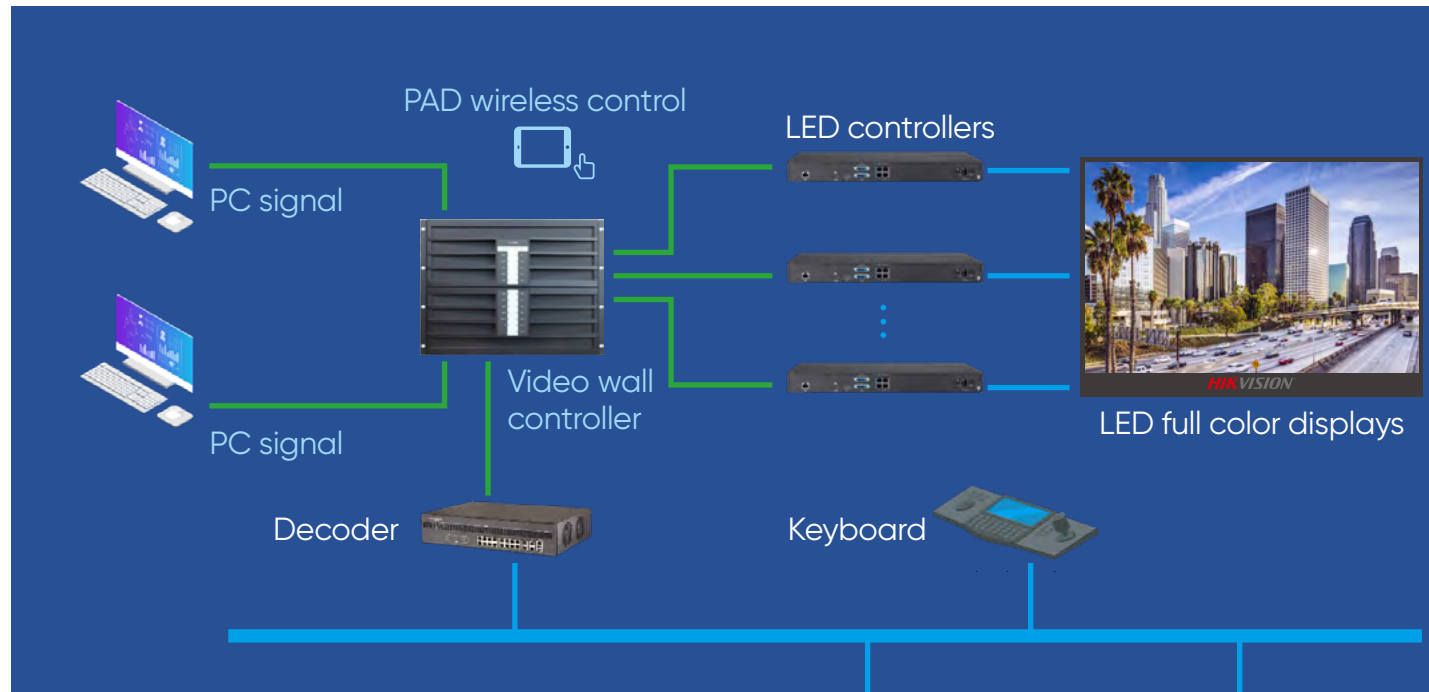 PAD wireless control
LED controllers
PC signal
Video wall
controller
PC signal
HIKVISION
LED full color displays
Decoder
Keyboard